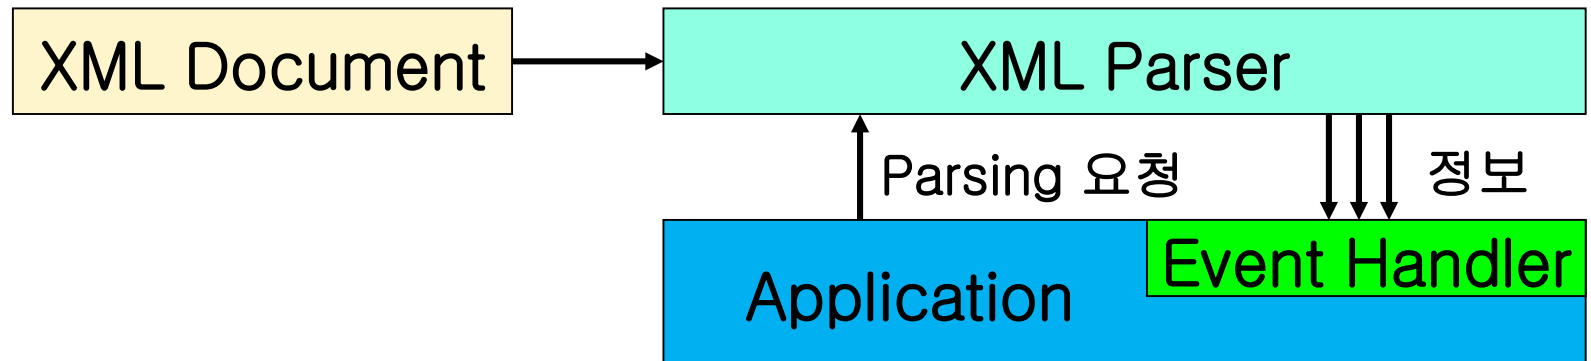 XML Document
XML Parser
Parsing 요청
정보
Event Handler
Application